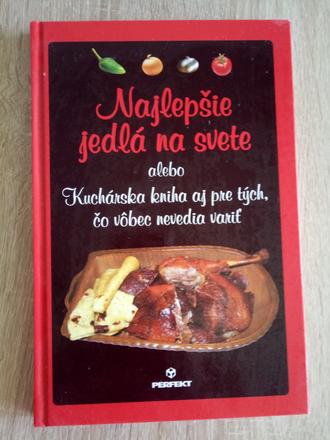 Najlepšie
jedlá na svete
alebo
Kuchárska kniha aj pre tých,
čo vôbec nevedia variť
PERFEKT